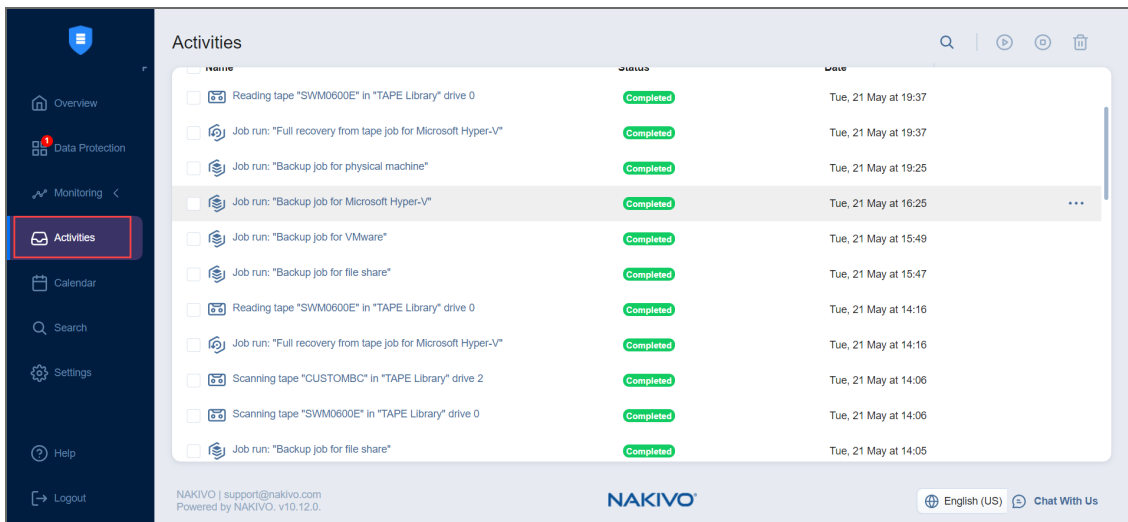 Activities
Name Status Date
Overview
1
Data Protection
Monitoring
Activities
Calendar
Search
Settings
Help
Logout
Reading tape "SWM0600E" in "TAPE Library" drive 0 Completed Tue, 21 May at 19:37
Job run: "Full recovery from tape job for Microsoft Hyper-V" Completed Tue, 21 May at 19:37
Job run: "Backup job for physical machine" Completed Tue, 21 May at 19:25
Job run: "Backup job for Microsoft Hyper-V" Completed Tue, 21 May at 16:25
Job run: "Backup job for VMware" Completed Tue, 21 May at 15:49
Job run: "Backup job for file share" Completed Tue, 21 May at 15:47
Reading tape "SWM0600E" in "TAPE Library" drive 0 Completed Tue, 21 May at 14:16
Job run: "Full recovery from tape job for Microsoft Hyper-V" Completed Tue, 21 May at 14:16
Scanning tape "CUSTOMBC" in "TAPE Library" drive 2 Completed Tue, 21 May at 14:06
Scanning tape "SWM0600E" in "TAPE Library" drive 0 Completed Tue, 21 May at 14:06
Job run: "Backup job for file share" Completed Tue, 21 May at 14:05
NAKIVO | support@nakivo.com
Powered by NAKIVO. v10.12.0.
NAKIVO®
English (US) Chat With Us